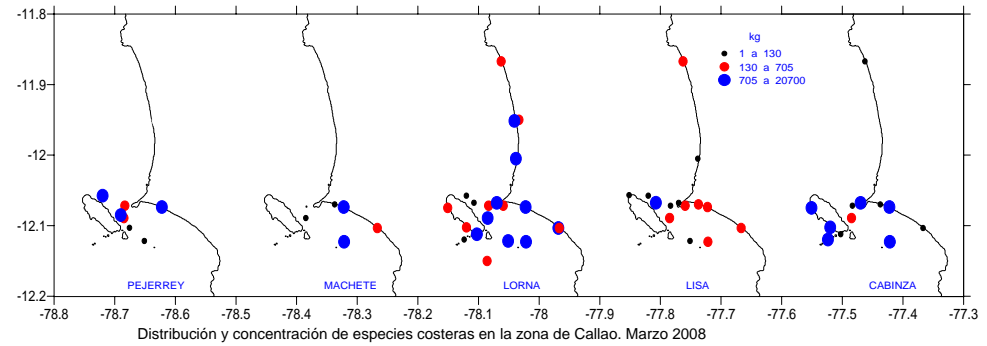 -11.8
-11.9
-12
-12.1
-12.2
kg
1 a 130
130 a 705
705 a 20700
PEJERREY MACHETE LORNA LISA CABINZA
-78.8 -78.7 -78.6 -78.5 -78.4 -78.3 -78.2 -78.1 -78 -77.9 -77.8 -77.7 -77.6 -77.5 -77.4 -77.3
Distribución y concentración de especies costeras en la zona de Callao. Marzo 2008